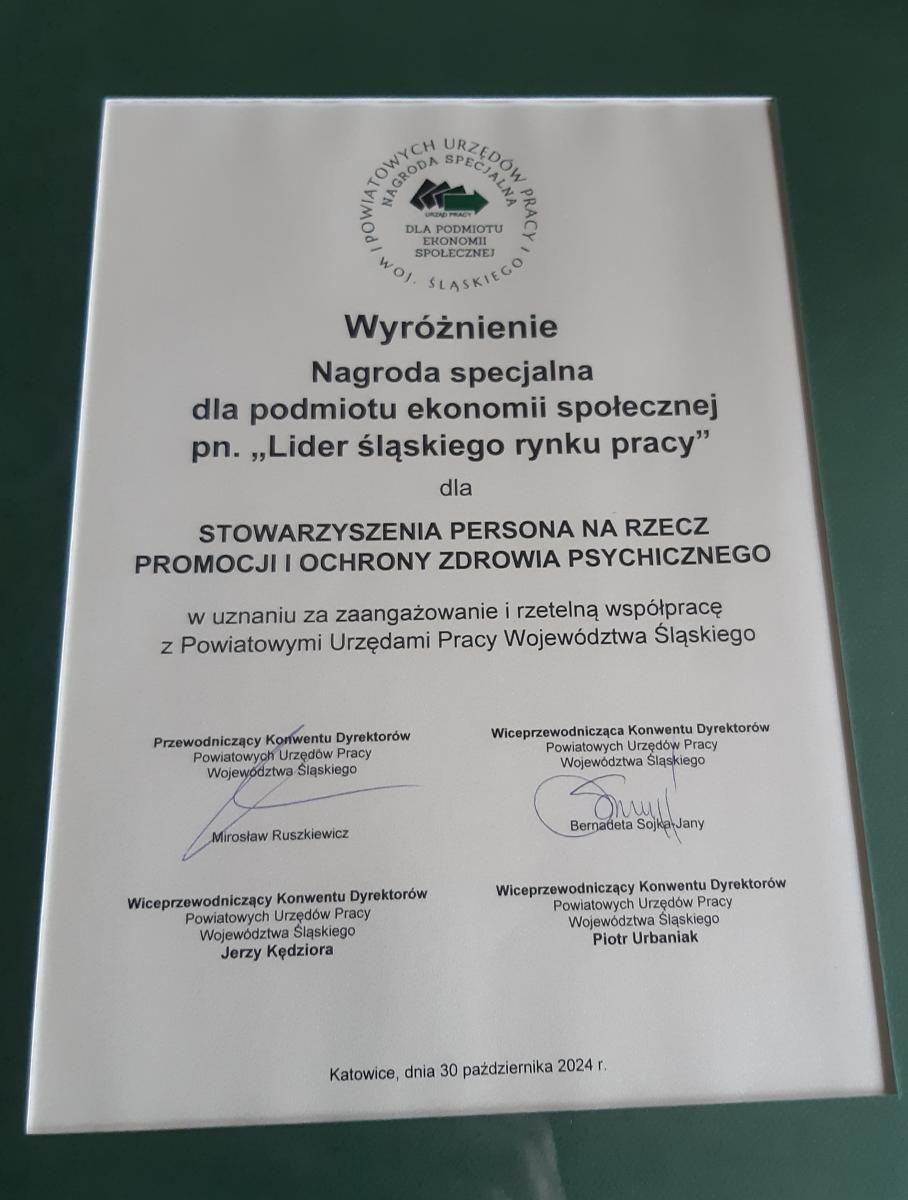 POWIATOWYCH URZĘDÓW PRACY WOJ. ŚLĄSKIEGO
NAGRODA SPECJALNA
URZĄD PRACY
DLA PODMIOTU
EKONOMII
SPOŁECZNEJ
Wyróżnienie
Nagroda specjalna
dla podmiotu ekonomii społecznej
pn. „Lider śląskiego rynku pracy”
dla
STOWARZYSZENIA PERSONA NA RZECZ
PROMOCJI I OCHRONY ZDROWIA PSYCHICZNEGO
w uznaniu za zaangażowanie i rzetelną współpracę
z Powiatowymi Urzędami Pracy Województwa Śląskiego
Przewodniczący Konwentu Dyrektorów
Powiatowych Urzędów Pracy
Województwa Śląskiego
Mirosław Ruszkiewicz
Wiceprzewodnicząca Konwentu Dyrektorów
Powiatowych Urzędów Pracy
Województwa Śląskiego
Bernadeta Sojka-Jany
Wiceprzewodniczący Konwentu Dyrektorów
Powiatowych Urzędów Pracy
Województwa Śląskiego
Jerzy Kędziora
Wiceprzewodniczący Konwentu Dyrektorów
Powiatowych Urzędów Pracy
Województwa Śląskiego
Piotr Urbaniak
Katowice, dnia 30 października 2024 r.